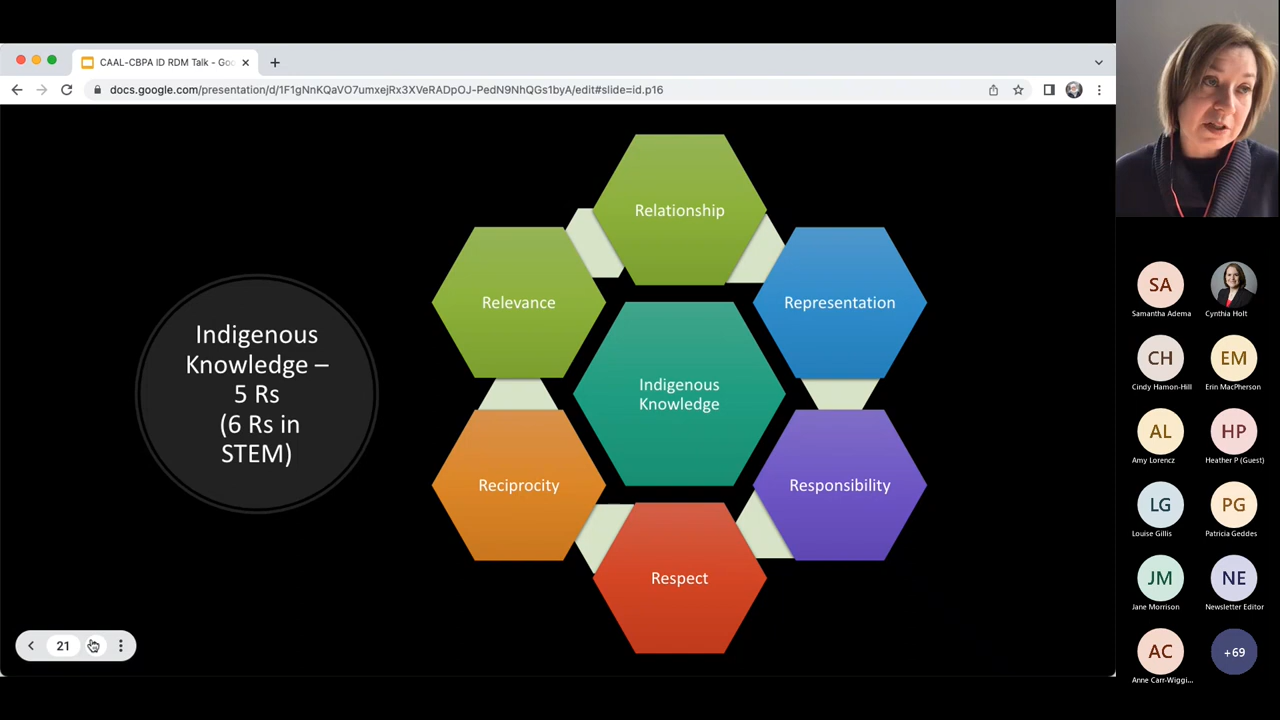 CAAL-CBPA ID RDM Talk - Goo
docs.google.com/presentation/d/1F1gNnKQaVO7umxejRx3XVeRADpOJ-PedN9NhQGs1byA/edit#slide=id.p16
Indigenous
Knowledge –
5 Rs
(6 Rs in
STEM)
Relationship
Relevance
Representation
Indigenous
Knowledge
Reciprocity
Responsibility
Respect
21
SA
Samantha Adema
Cynthia Holt
CH
Cindy Hamon-Hill
EM
Erin MacPherson
AL
Amy Lorencz
HP
Heather P (Guest)
LG
Louise Gillis
PG
Patricia Geddes
JM
Jane Morrison
NE
Newsletter Editor
AC
Anne Carr-Wiggi...
+69